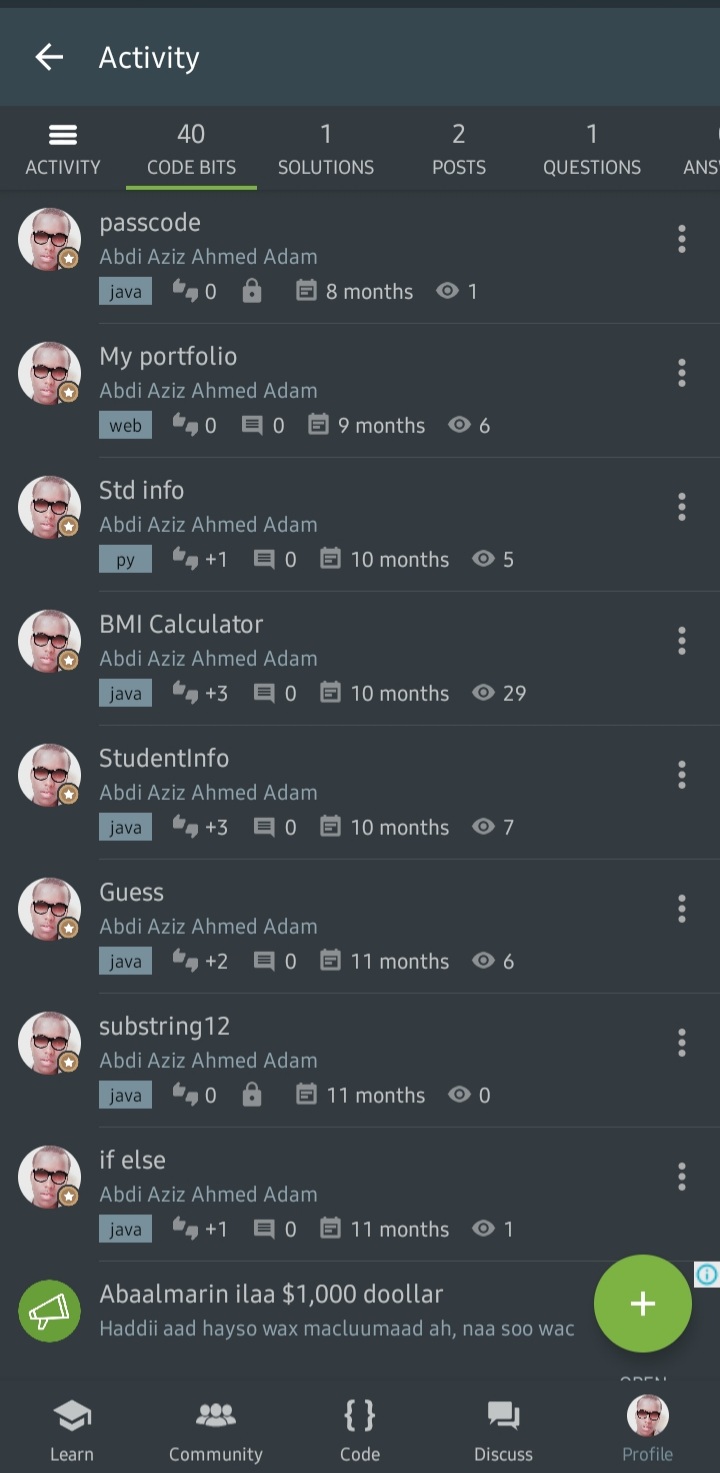 Activity
40 1 2 1
ACTIVITY CODE BITS SOLUTIONS POSTS QUESTIONS ANS
passcode
Abdi Aziz Ahmed Adam
java 0 8 months 1
My portfolio
Abdi Aziz Ahmed Adam
web 0 0 9 months 6
Std info
Abdi Aziz Ahmed Adam
py +1 0 10 months 5
BMI Calculator
Abdi Aziz Ahmed Adam
java +3 0 10 months 29
StudentInfo
Abdi Aziz Ahmed Adam
java +3 0 10 months 7
Guess
Abdi Aziz Ahmed Adam
java +2 0 11 months 6
substring12
Abdi Aziz Ahmed Adam
java 0 11 months 0
if else
Abdi Aziz Ahmed Adam
java +1 0 11 months 1
Abaalmarin ilaa $1,000 doollar
Haddii aad hayso wax macluumaad ah, naa soo wac
OPEN
Learn Community Code Discuss Profile